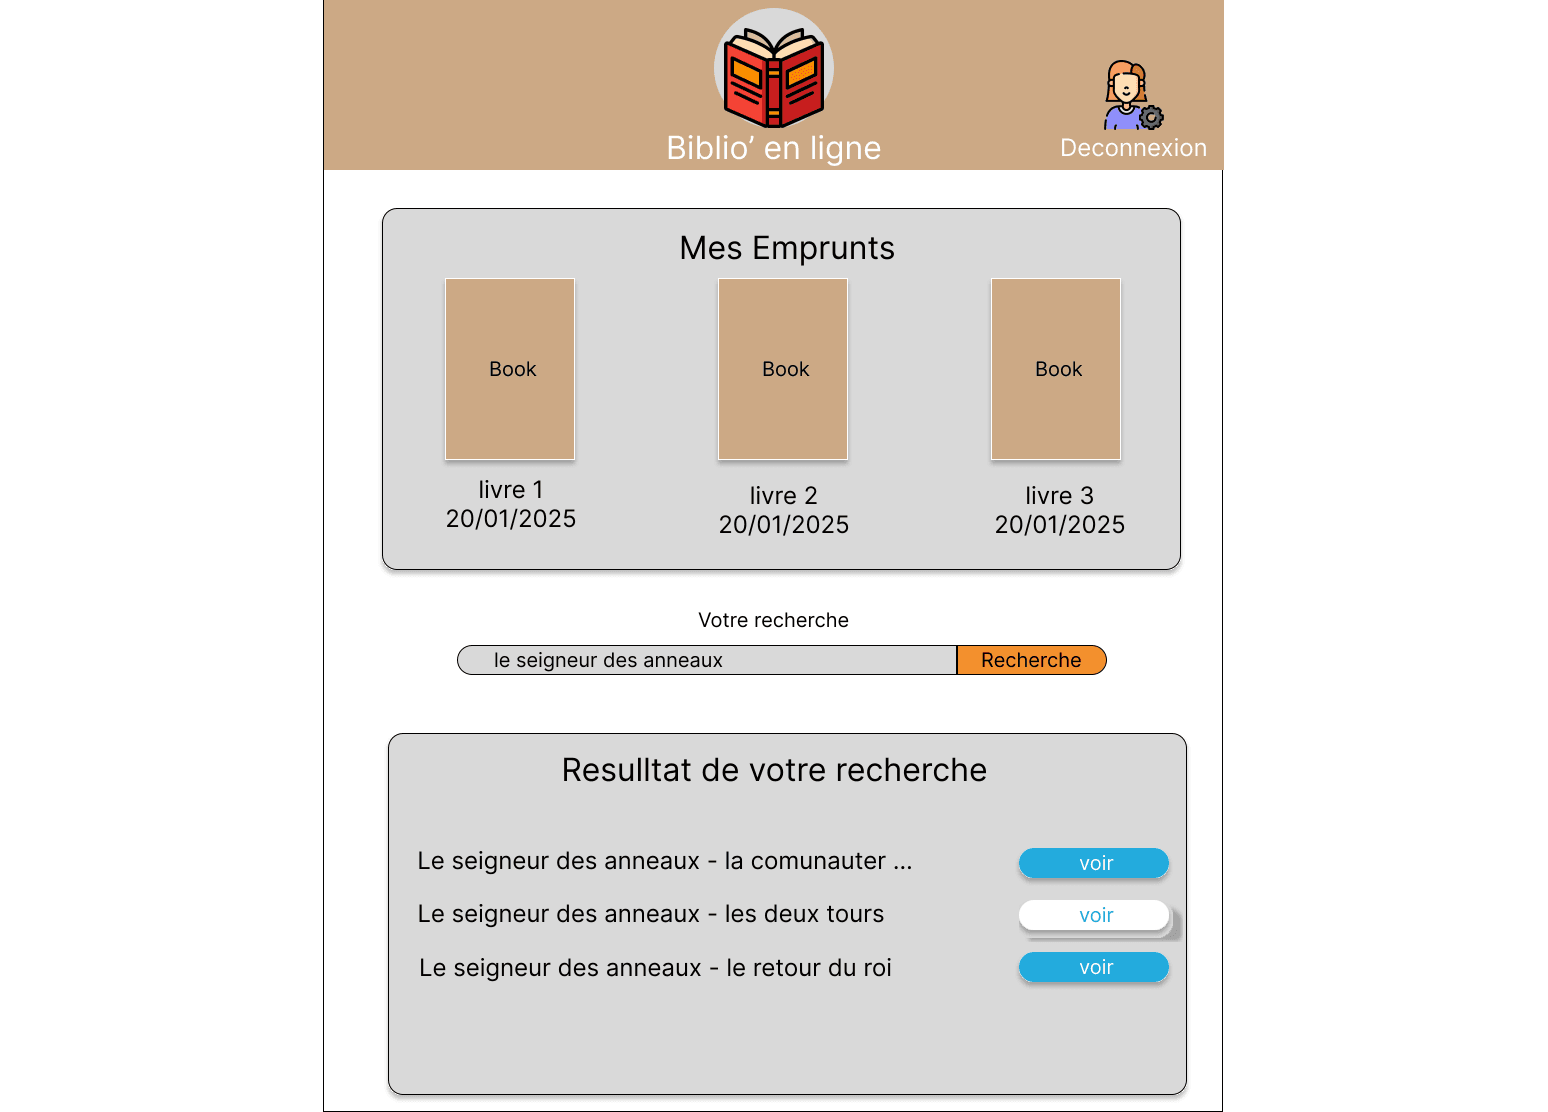 Biblio’ en ligne
Deconnexion
Mes Emprunts
Book
Book
Book
livre 1
20/01/2025
livre 2
20/01/2025
livre 3
20/01/2025
Votre recherche
le seigneur des anneaux
Recherche
Resulltat de votre recherche
Le seigneur des anneaux - la comunauter ...
voir
Le seigneur des anneaux - les deux tours
voir
Le seigneur des anneaux - le retour du roi
voir